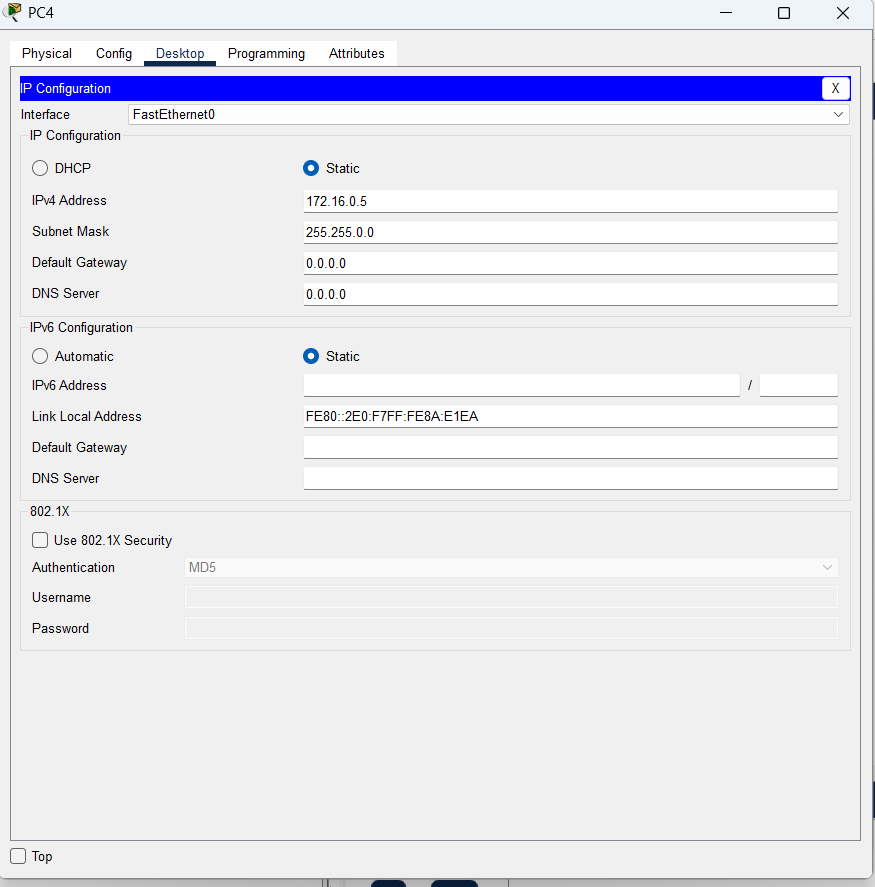 PC4
Physical Config Desktop Programming Attributes
IP Configuration X
Interface FastEthernet0
IP Configuration
DHCP Static
IPv4 Address 172.16.0.5
Subnet Mask 255.255.0.0
Default Gateway 0.0.0.0
DNS Server 0.0.0.0
IPv6 Configuration
Automatic Static
IPv6 Address /
Link Local Address FE80::2E0:F7FF:FE8A:E1EA
Default Gateway
DNS Server
802.1X
Use 802.1X Security
Authentication MD5
Username
Password
Top